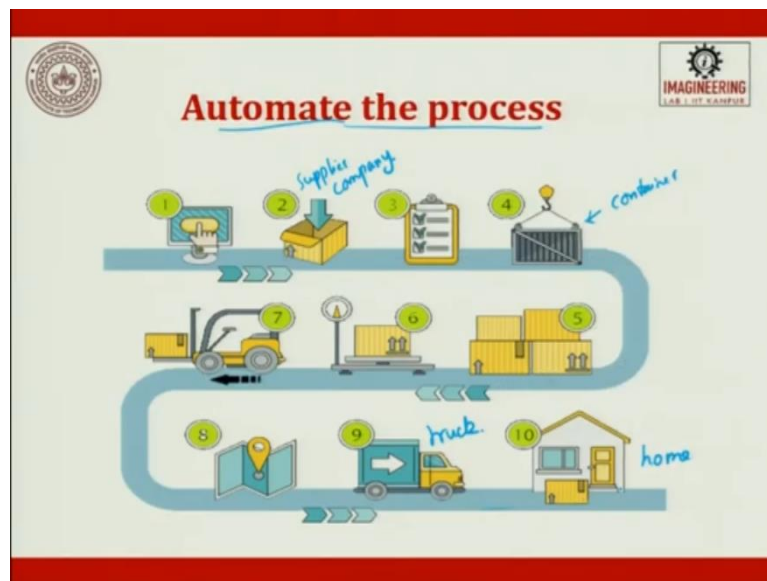 IMAGINEERING
LAB | IIT KANPUR
Automate the process
supplier
company
1
2
3
4
container
7
6
5
8
9
truck.
10
home